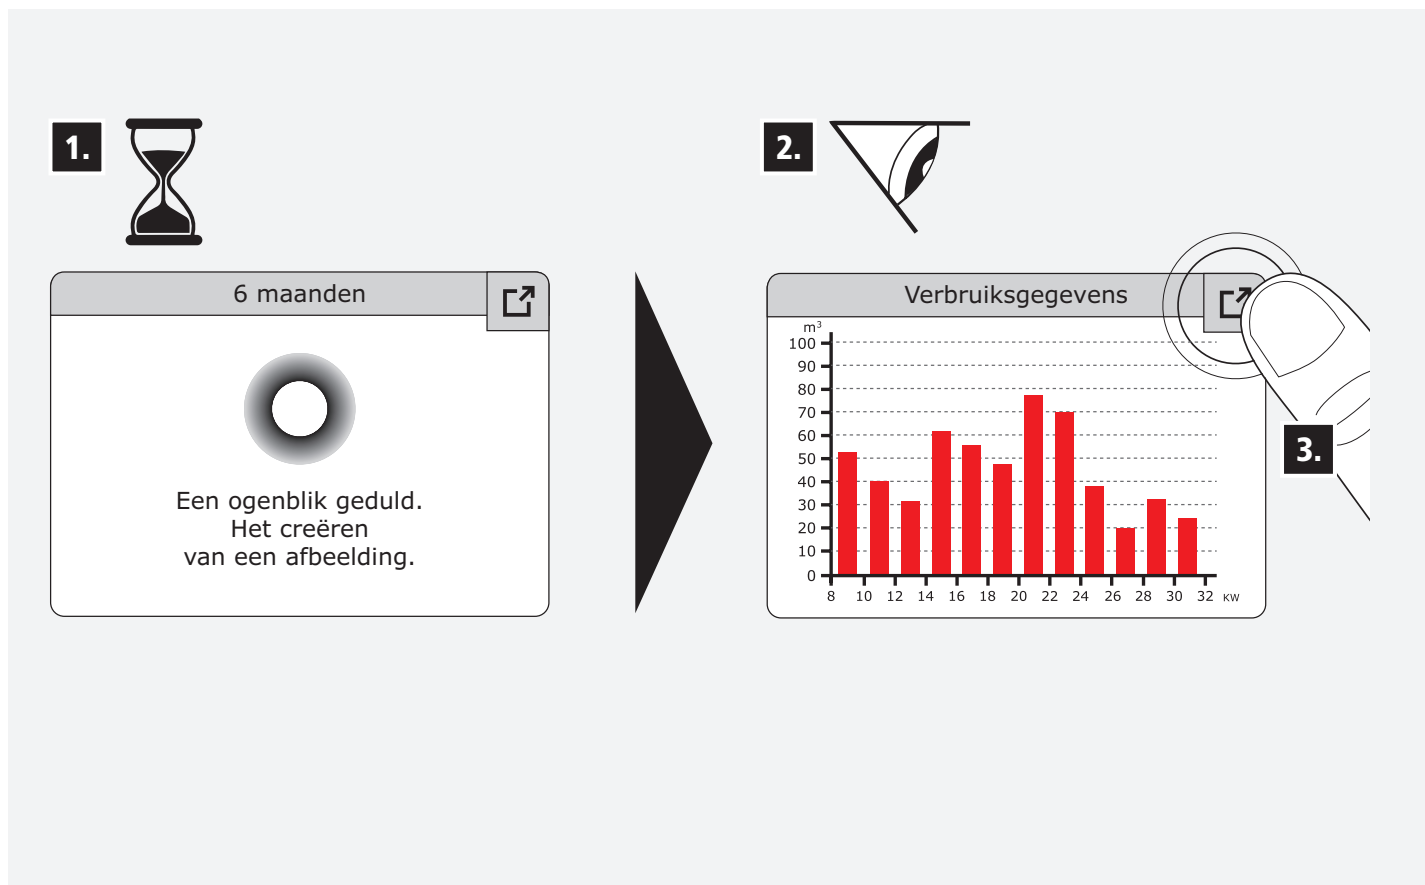 1.
6 maanden
Een ogenblik geduld.
Het creëren
van een afbeelding.
2.
Verbruiksgegevens
m³
100
90
80
70
60
50
40
30
20
10
0
8 10 12 14 16 18 20 22 24 26 28 30 32 KW
3.